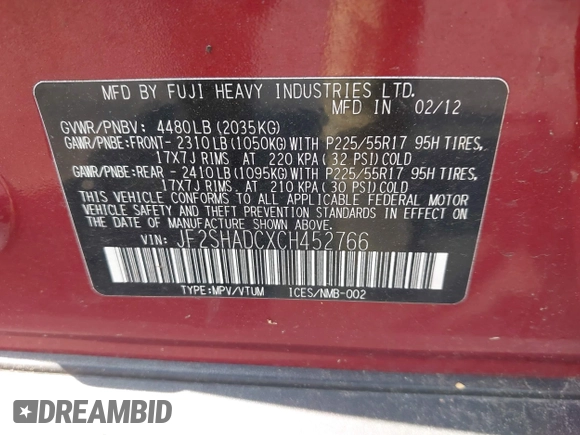 MFD BY FUJI HEAVY INDUSTRIES LTD.
MFD IN 02/12
GVWR/PNBV: 4480LB (2035KG)
GAWR/PNBE:FRONT- 2310LB (1050KG) WITH P225/55R17 95H TIRES,
17X7J RIMS AT 220 KPA (32 PSI) COLD
GAWR/PNBE:REAR - 2410LB (1095KG) WITH P225/55R17 95H TIRES,
17X7J RIMS AT 210 KPA (30 PSI) COLD
THIS VEHICLE CONFORMS TO ALL APPLICABLE FEDERAL MOTOR
VEHICLE SAFETY AND THEFT PREVENTION STANDARDS IN EFFECT
ON THE DATE OF MANUFACTURE SHOWN ABOVE.
VIN: JF2SHADCXCH452766
TYPE:MPV/VTUM ICES/NMB-002
DREAMBID